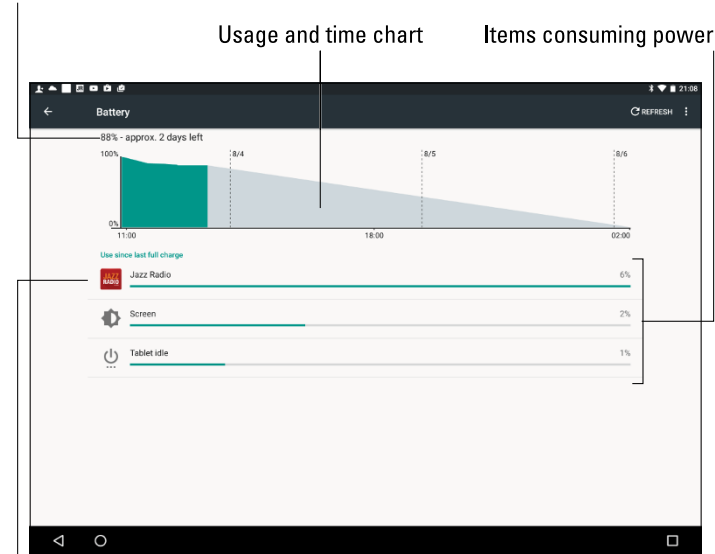 Usage and time chart
Items consuming power
21:08
Battery
REFRESH
88% - approx. 2 days left
100%
8/4
8/5
8/6
0%
11:00
18:00
02:00
Use since last full charge
JAZZ
RADIO
Jazz Radio
6%
Screen
2%
Tablet idle
1%